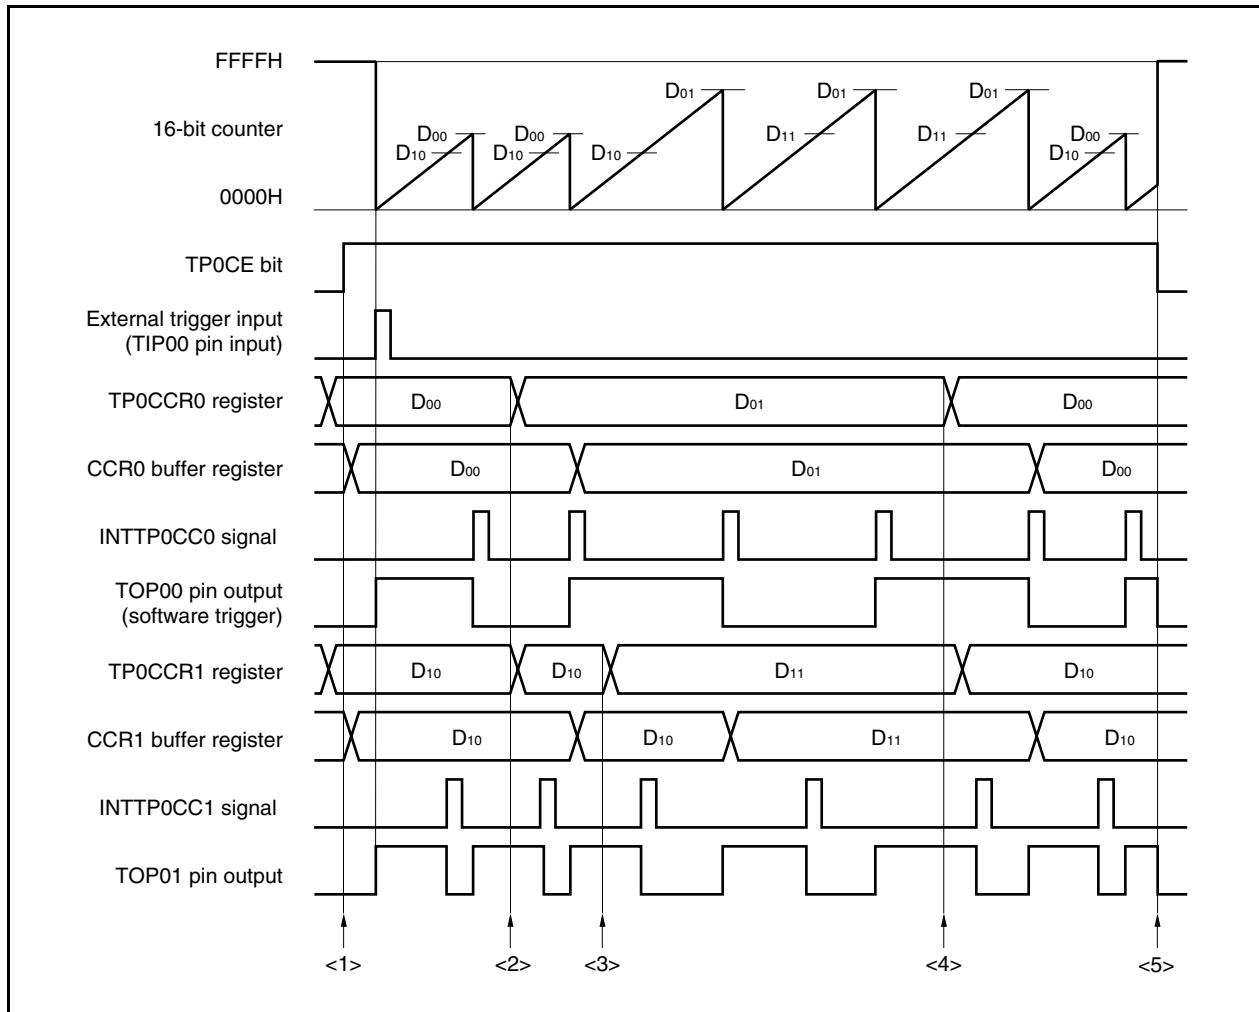 FFFFH
D01 D01 D01
16-bit counter
D00 D00 D11 D11 D00
D10 D10 D10 D10
0000H
TP0CE bit
External trigger input
(TIP00 pin input)
TP0CCR0 register D00 D01 D00
CCR0 buffer register D00 D01 D00
INTTP0CC0 signal
TOP00 pin output
(software trigger)
TP0CCR1 register D10 D10 D11 D10
CCR1 buffer register D10 D10 D11 D10
INTTP0CC1 signal
TOP01 pin output
<1> <2> <3> <4> <5>